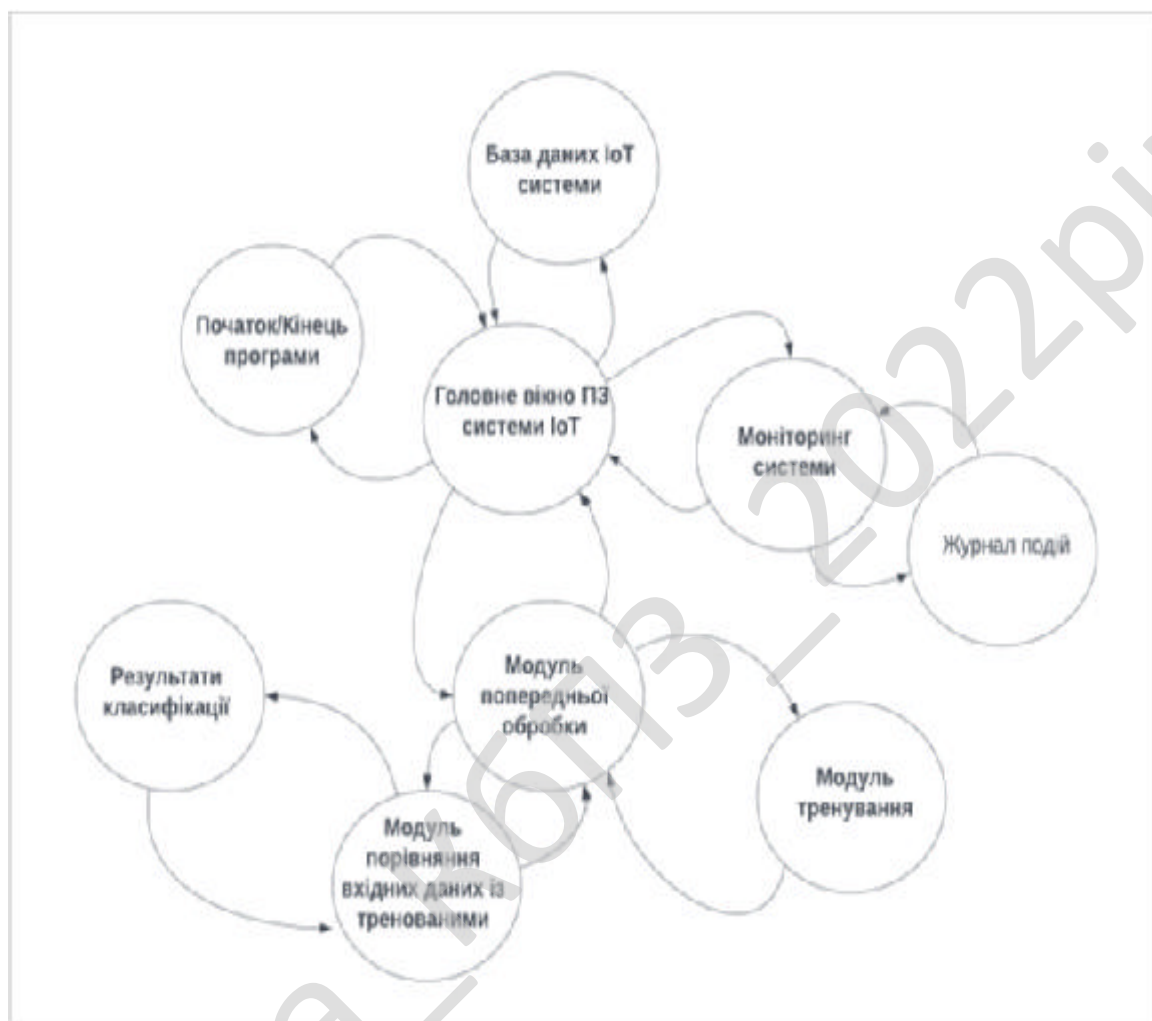 База даних IoT
системи
Початок/Кінець
програми
Головне вікно ПЗ
системи IoT
Моніторинг
системи
Журнал подій
Результати
класифікації
Модуль
попередньої
обробки
Модуль
тренування
Модуль
порівняння
вхідних даних із
тренованими
а_КбПЗ_2022рі